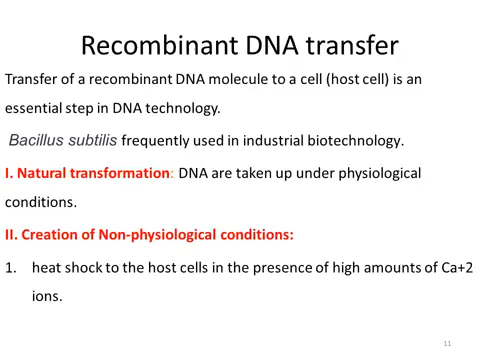 Recombinant DNA transfer
Transfer of a recombinant DNA molecule to a cell (host cell) is an
essential step in DNA technology.
Bacillus subtilis frequently used in industrial biotechnology.
I. Natural transformation: DNA are taken up under physiological
conditions.
II. Creation of Non-physiological conditions:
1. heat shock to the host cells in the presence of high amounts of Ca+2
ions.
11